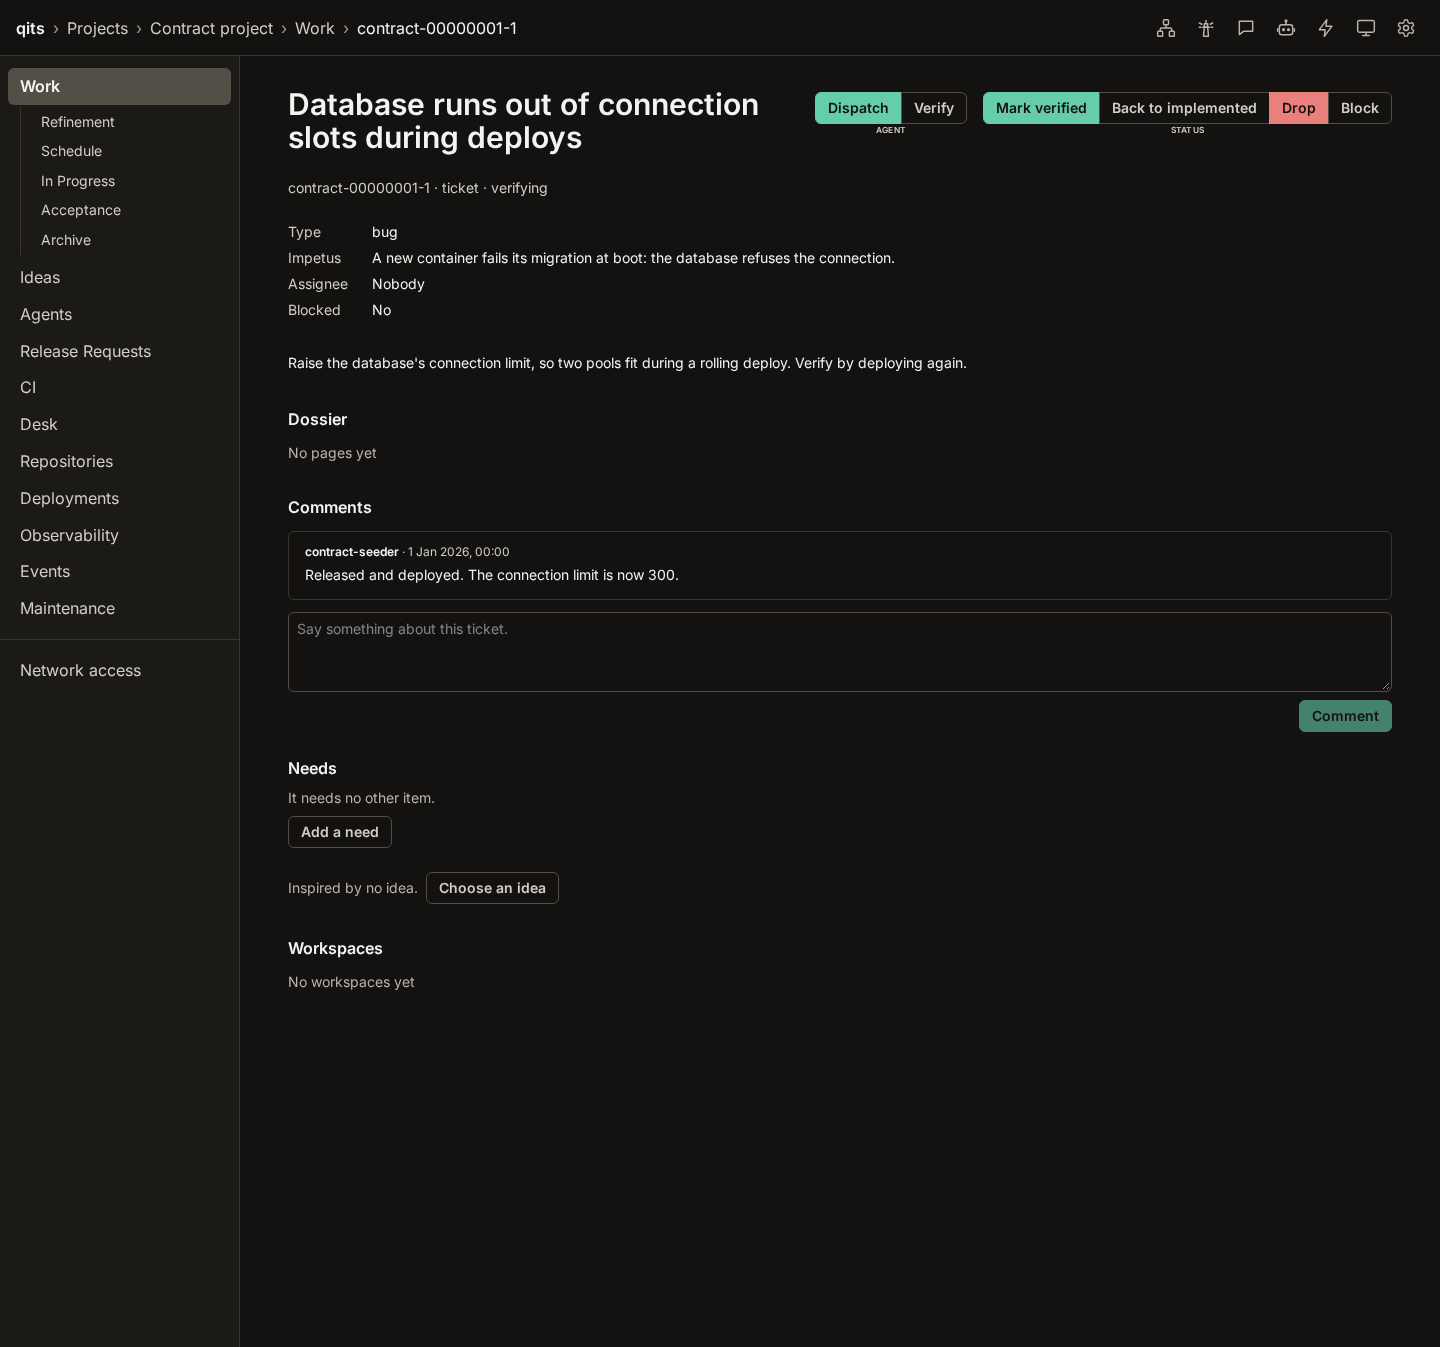 qits › Projects › Contract project › Work › contract-00000001-1
Work
Refinement
Schedule
In Progress
Acceptance
Archive
Ideas
Agents
Release Requests
CI
Desk
Repositories
Deployments
Observability
Events
Maintenance
Network access
Database runs out of connection
slots during deploys
Dispatch Verify
AGENT
Mark verified Back to implemented Drop Block
STATUS
contract-00000001-1 · ticket · verifying
Type bug
Impetus A new container fails its migration at boot: the database refuses the connection.
Assignee Nobody
Blocked No
Raise the database's connection limit, so two pools fit during a rolling deploy. Verify by deploying again.
Dossier
No pages yet
Comments
contract-seeder · 1 Jan 2026, 00:00
Released and deployed. The connection limit is now 300.
Say something about this ticket.
Comment
Needs
It needs no other item.
Add a need
Inspired by no idea. Choose an idea
Workspaces
No workspaces yet